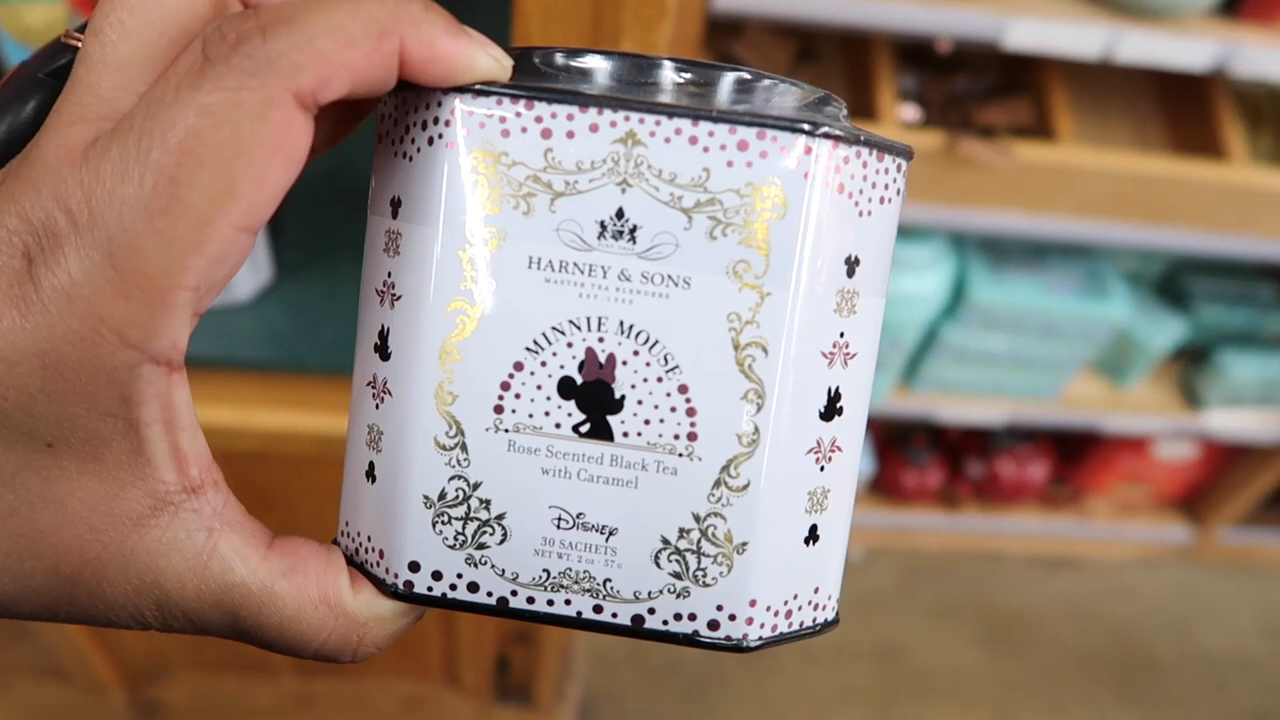 HARNEY & SONS
MASTER TEA BLENDERS
EST. 1983
MINNIE MOUSE
Rose Scented Black Tea
with Caramel
Disney
30 SACHETS
NET WT. 2 oz · 57 G